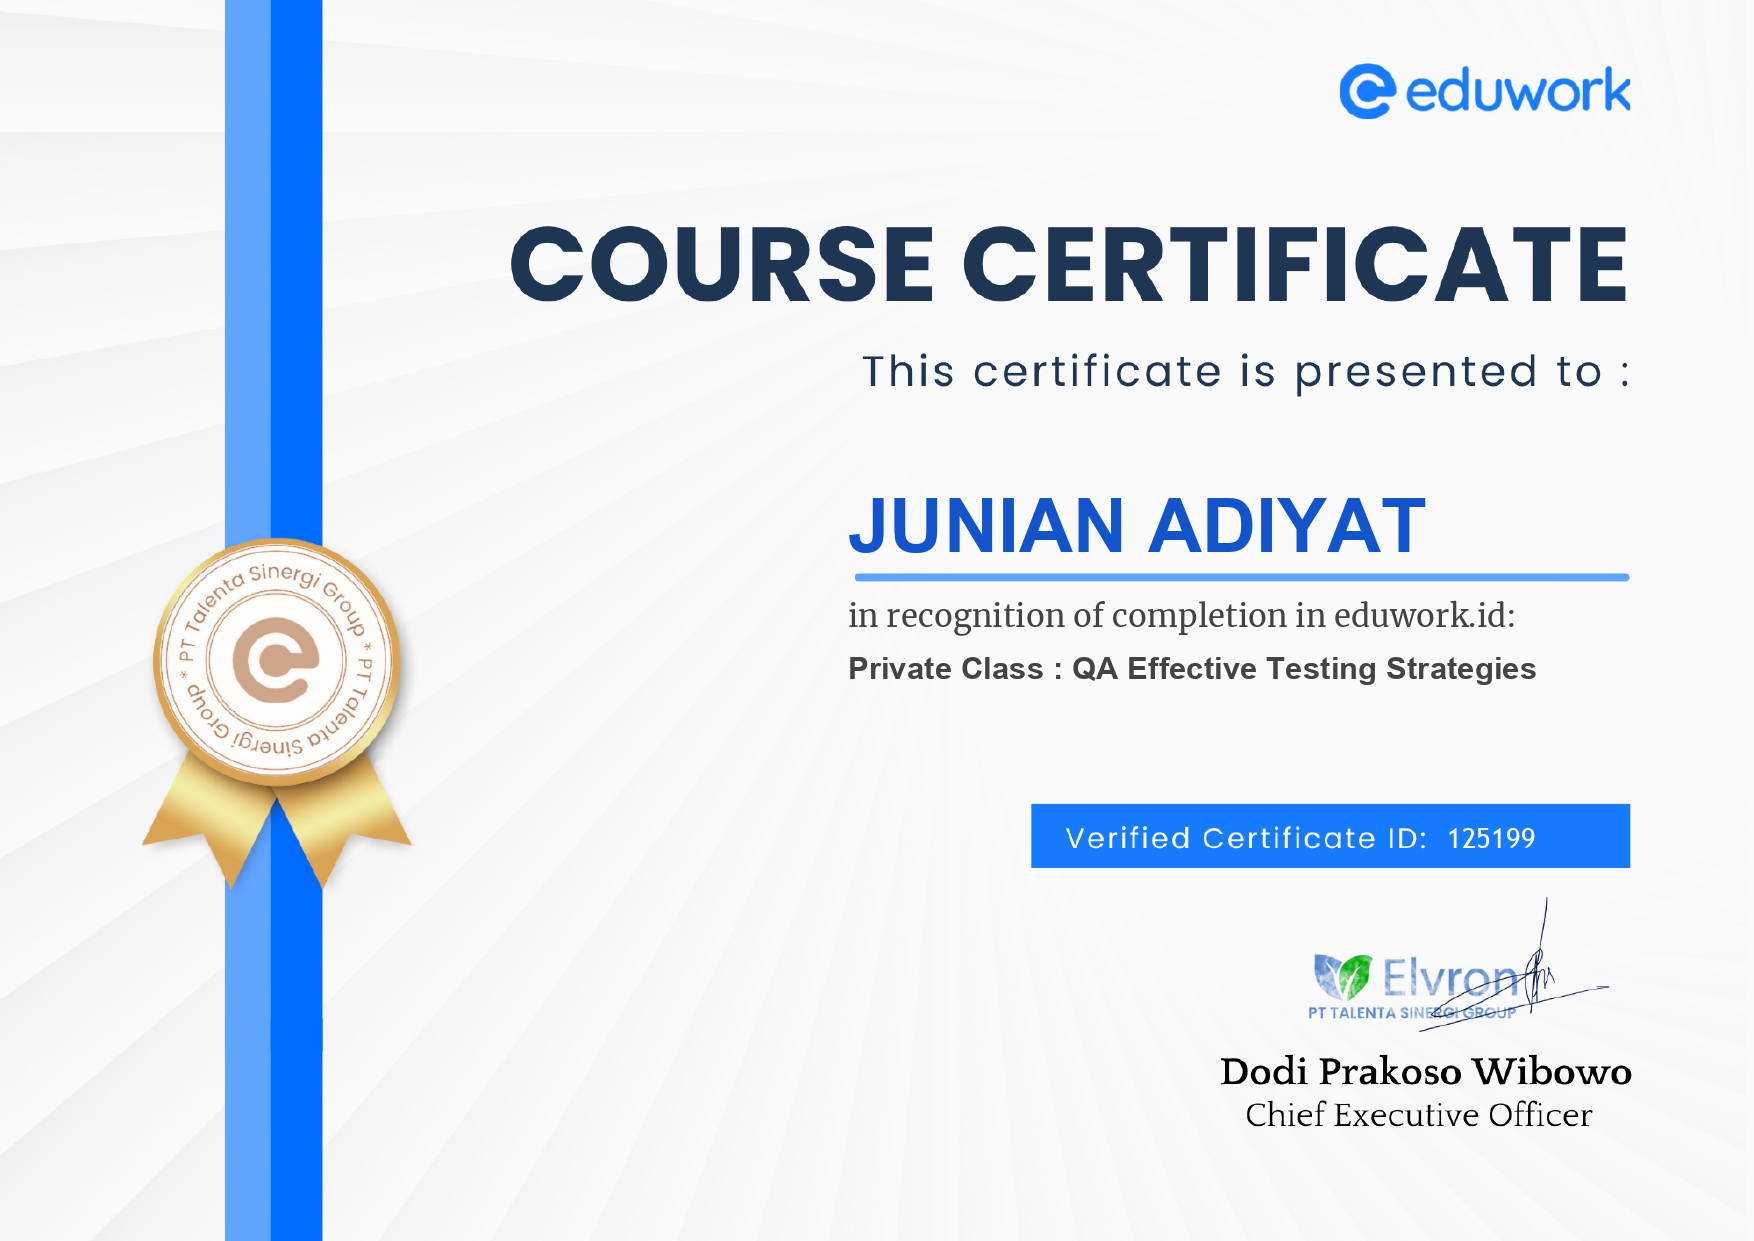 eduwork
COURSE CERTIFICATE
This certificate is presented to :
JUNIAN ADIYAT
in recognition of completion in eduwork.id:
Private Class : QA Effective Testing Strategies
* PT Talenta Sinergi Group * PT Talenta Sinergi Group
Verified Certificate ID: 125199
Elvron
PT TALENTA SINERGI GROUP
Dodi Prakoso Wibowo
Chief Executive Officer